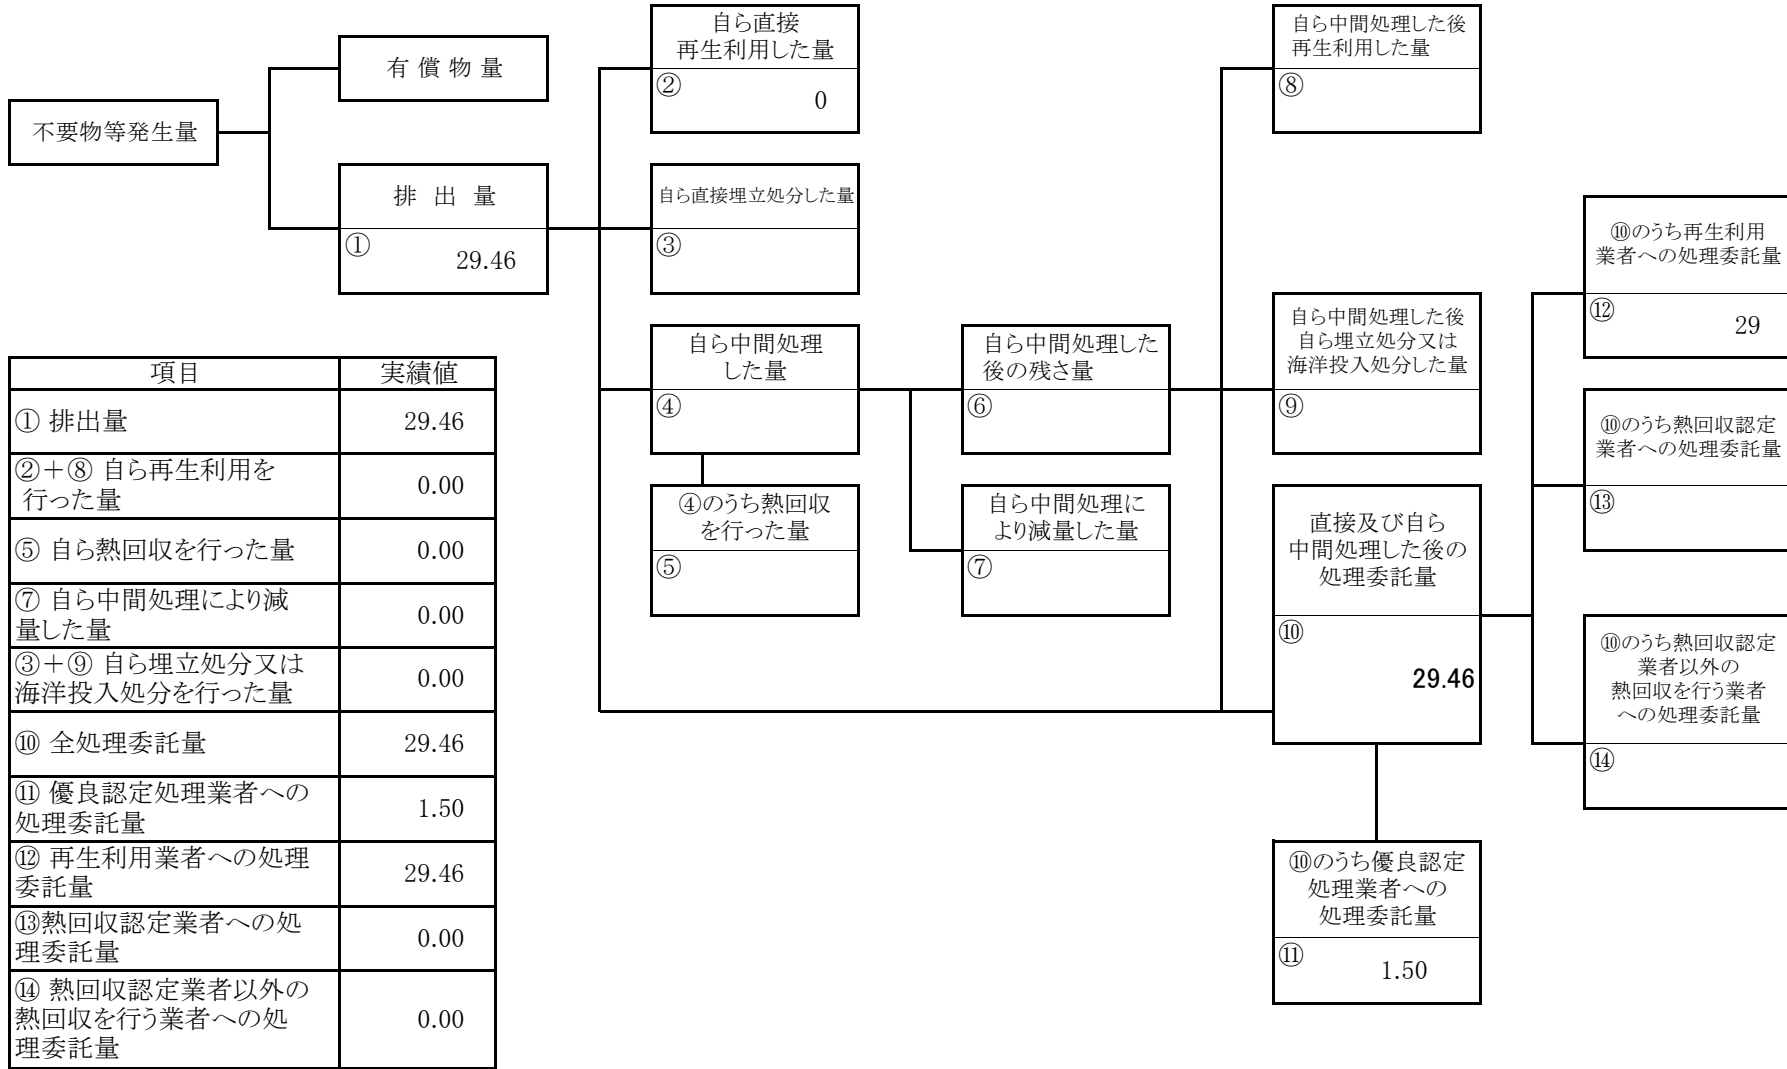 不要物等発生量
有 償 物 量
排 出 量
①
29.46
自ら直接
再生利用した量
②
0
自ら直接埋立処分した量
③
自ら中間処理
した量
④
④のうち熱回収
を行った量
⑤
自ら中間処理した
後の残さ量
⑥
自ら中間処理に
より減量した量
⑦
自ら中間処理した後
再生利用した量
⑧
自ら中間処理した後
自ら埋立処分又は
海洋投入処分した量
⑨
直接及び自ら
中間処理した後の
処理委託量
⑩
29.46
⑩のうち優良認定
処理業者への
処理委託量
⑪
1.50
⑩のうち再生利用
業者への処理委託量
⑫
29
⑩のうち熱回収認定
業者への処理委託量
⑬
⑩のうち熱回収認定
業者以外の
熱回収を行う業者
への処理委託量
⑭
項目 実績値
① 排出量 29.46
②＋⑧ 自ら再生利用を
行った量 0.00
⑤ 自ら熱回収を行った量 0.00
⑦ 自ら中間処理により減
量した量 0.00
③＋⑨ 自ら埋立処分又は
海洋投入処分を行った量 0.00
⑩ 全処理委託量 29.46
⑪ 優良認定処理業者への
処理委託量 1.50
⑫ 再生利用業者への処理
委託量 29.46
⑬熱回収認定業者への処
理委託量 0.00
⑭ 熱回収認定業者以外の
熱回収を行う業者への処
理委託量 0.00